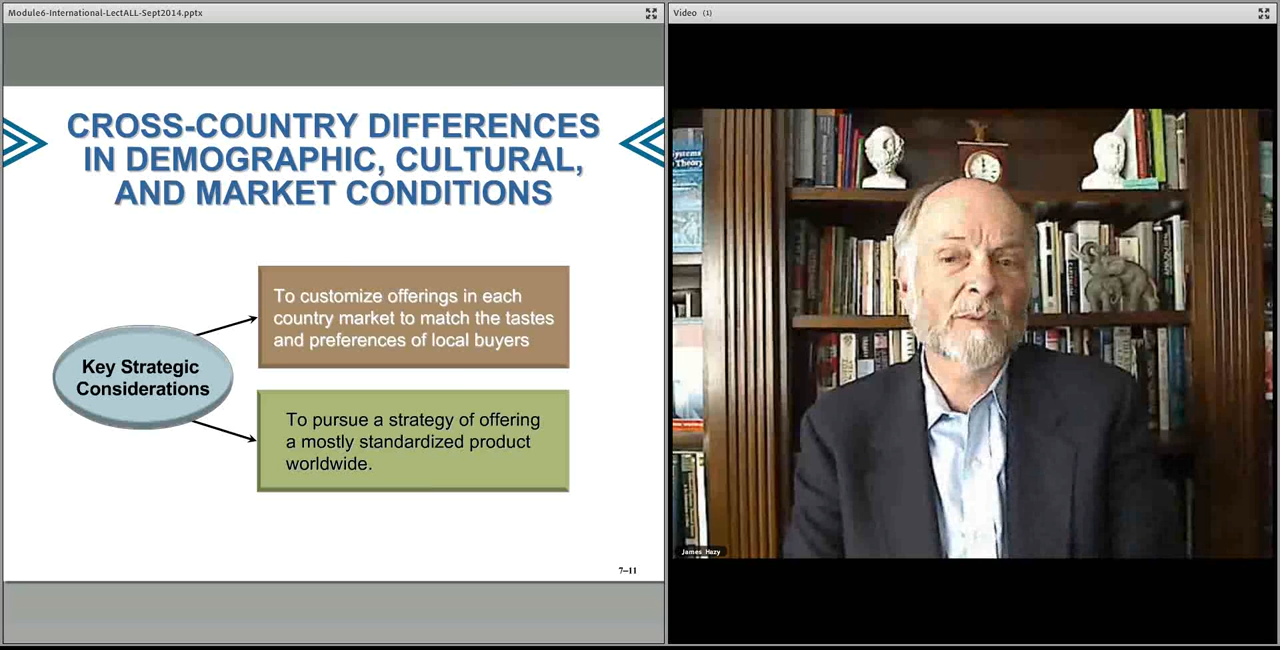 Module6-International-LectALL-Sept2014.pptx
Video (1)
CROSS-COUNTRY DIFFERENCES
IN DEMOGRAPHIC, CULTURAL,
AND MARKET CONDITIONS
To customize offerings in each
country market to match the tastes
and preferences of local buyers
Key Strategic
Considerations
To pursue a strategy of offering
a mostly standardized product
worldwide.
7–11
Systems
Theory
James Hazy